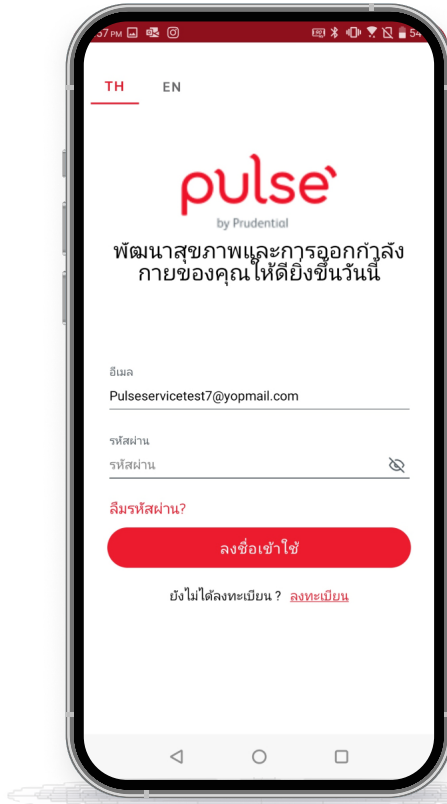 :37 PM 54
TH EN
pulse
by Prudential
พัฒนาสุขภาพและการออกกำลัง
กายของคุณให้ดียิ่งขึ้นวันนี้
อีเมล
Pulseservicetest7@yopmail.com
รหัสผ่าน
รหัสผ่าน
ลืมรหัสผ่าน?
ลงชื่อเข้าใช้
ยังไม่ได้ลงทะเบียน ? ลงทะเบียน